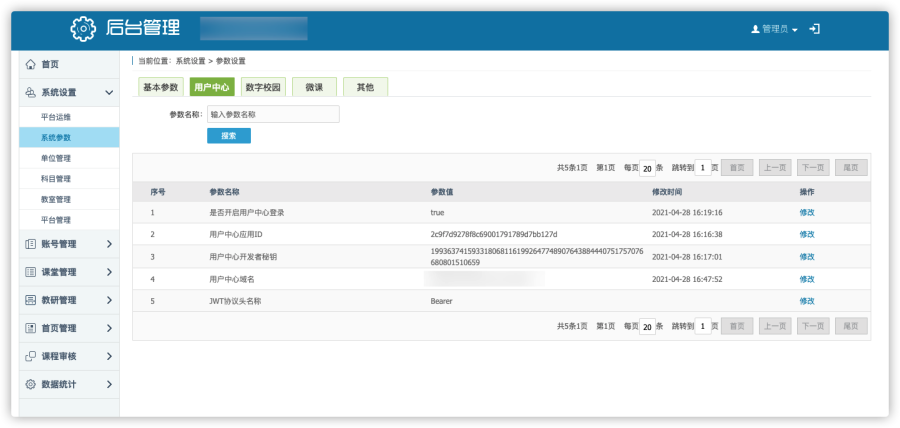 后台管理
管理员
首页
系统设置
平台运维
系统参数
单位管理
科目管理
教室管理
平台管理
账号管理
课堂管理
教研管理
首页管理
课程审核
数据统计
当前位置: 系统设置 > 参数设置
基本参数 用户中心 数字校园 微课 其他
参数名称: 输入参数名称
搜索
共5条1页 第1页 每页 20 条 跳转到 1 页 首页 上一页 下一页 尾页
序号 参数名称 参数值 修改时间 操作
1 是否开启用户中心登录 true 2021-04-28 16:19:16 修改
2 用户中心应用ID 2c9f7d9278f8c69001791789d7bb127d 2021-04-28 16:16:38 修改
3 用户中心开发者秘钥 199363741593318068116199264774890764388444075175707​6 2021-04-28 16:17:01 修改
680801510659
4 用户中心域名 2021-04-28 16:47:52 修改
5 JWT协议头名称 Bearer 修改
共5条1页 第1页 每页 20 条 跳转到 1 页 首页 上一页 下一页 尾页